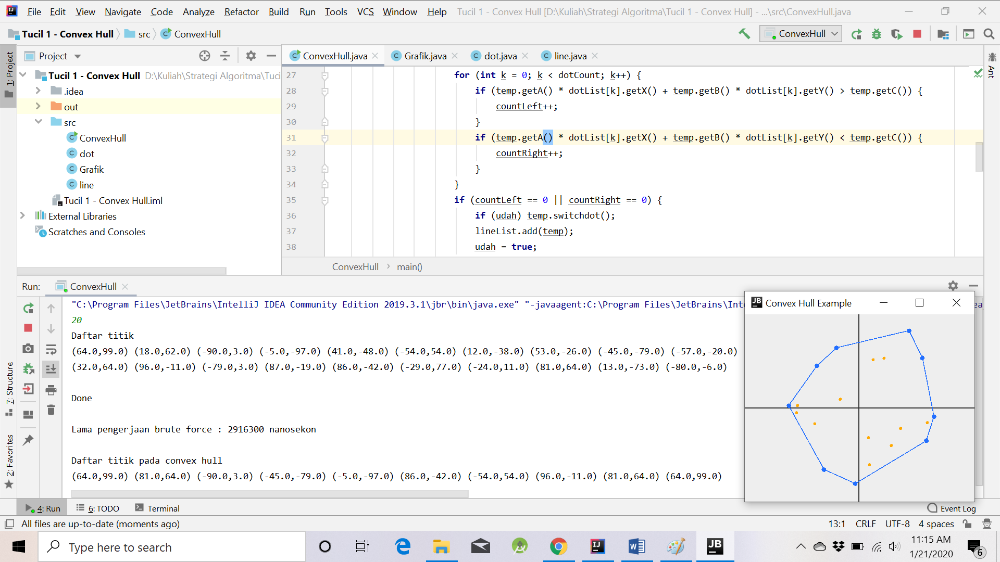 File Edit View Navigate Code Analyze Refactor Build Run Tools VCS Window Help Tucil 1 - Convex Hull [D:\Kuliah\Strategi Algoritma\Tucil 1 - Convex Hull] - ...\src\ConvexHull.java
Tucil 1 - Convex Hull src ConvexHull
ConvexHull
1: Project
Project
Tucil 1 - Convex Hull D:\Kuliah\Strategi Algoritma\Tuci
.idea
out
src
ConvexHull
dot
Grafik
line
Tucil 1 - Convex Hull.iml
External Libraries
Scratches and Consoles
ConvexHull.java Grafik.java dot.java line.java
27 for (int k = 0; k < dotCount; k++) {
28 if (temp.getA() * dotList[k].getX() + temp.getB() * dotList[k].getY() > temp.getC()) {
29 countLeft++;
30 }
31 if (temp.getA() * dotList[k].getX() + temp.getB() * dotList[k].getY() < temp.getC()) {
32 countRight++;
33 }
34 }
35 if (countLeft == 0 || countRight == 0) {
36 if (udah) temp.switchdot();
37 lineList.add(temp);
38 udah = true;
ConvexHull main()
Ant
Run: ConvexHull
7: Structure
2: Favorites
"C:\Program Files\JetBrains\IntelliJ IDEA Community Edition 2019.3.1\jbr\bin\java.exe" "-javaagent:C:\Program Files\JetBrains\Inte
20
Daftar titik
(64.0,99.0) (18.0,62.0) (-90.0,3.0) (-5.0,-97.0) (41.0,-48.0) (-54.0,54.0) (12.0,-38.0) (53.0,-26.0) (-45.0,-79.0) (-57.0,-20.0)
(32.0,64.0) (96.0,-11.0) (-79.0,3.0) (87.0,-19.0) (86.0,-42.0) (-29.0,77.0) (-24.0,11.0) (81.0,64.0) (13.0,-73.0) (-80.0,-6.0)
Done
Lama pengerjaan brute force : 2916300 nanosekon
Daftar titik pada convex hull
(64.0,99.0) (81.0,64.0) (-90.0,3.0) (-45.0,-79.0) (-5.0,-97.0) (86.0,-42.0) (-54.0,54.0) (96.0,-11.0) (81.0,64.0) (64.0,99.0)
Convex Hull Example
4: Run 6: TODO Terminal Event Log
All files are up-to-date (moments ago) 13:1 CRLF UTF-8 4 spaces
Type here to search
11:15 AM
1/21/2020
6